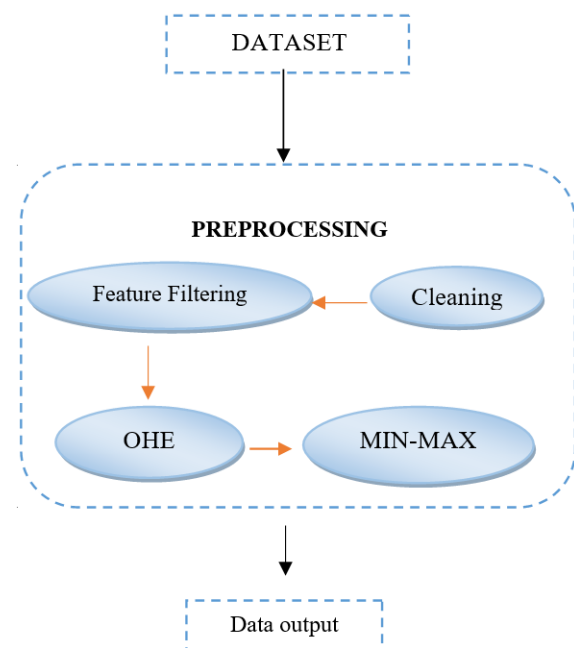 DATASET
PREPROCESSING
Feature Filtering
Cleaning
OHE
MIN-MAX
Data output